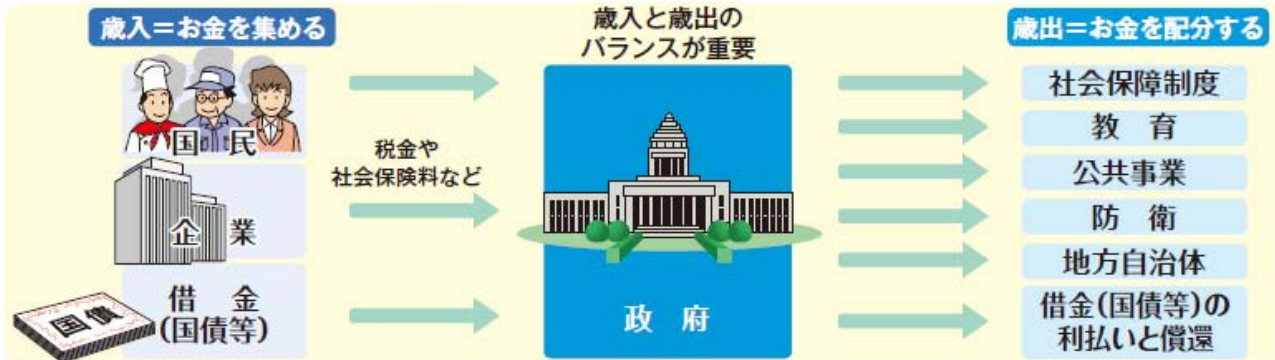 歳入=お金を集める
国民
企業
国債
借金
(国債等)
税金や
社会保険料など
歳入と歳出の
バランスが重要
政府
歳出=お金を配分する
社会保障制度
教育
公共事業
防衛
地方自治体
借金(国債等)の
利払いと償還